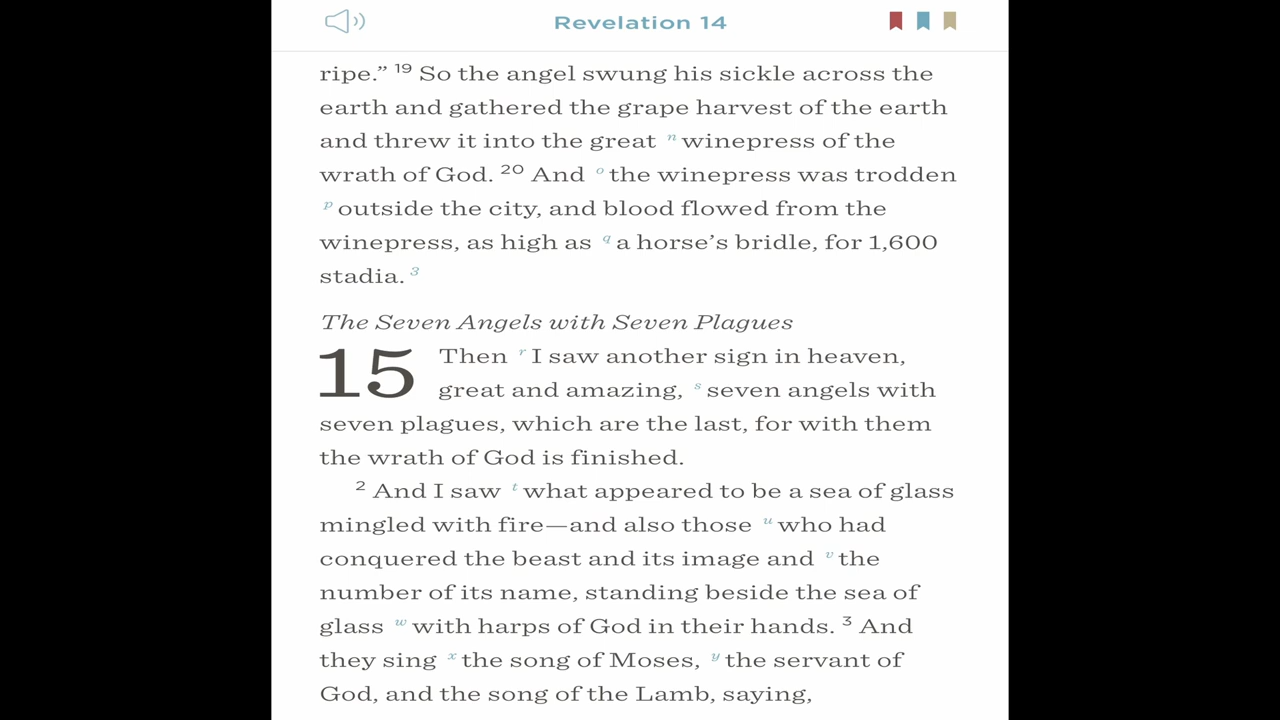 Revelation 14
ripe.” 19 So the angel swung his sickle across the
earth and gathered the grape harvest of the earth
and threw it into the great n winepress of the
wrath of God. 20 And o the winepress was trodden
p outside the city, and blood flowed from the
winepress, as high as q a horse’s bridle, for 1,600
stadia. 3
The Seven Angels with Seven Plagues
15 Then r I saw another sign in heaven,
great and amazing, s seven angels with
seven plagues, which are the last, for with them
the wrath of God is finished.
2 And I saw t what appeared to be a sea of glass
mingled with fire—and also those u who had
conquered the beast and its image and v the
number of its name, standing beside the sea of
glass w with harps of God in their hands. 3 And
they sing x the song of Moses, y the servant of
God, and the song of the Lamb, saying,